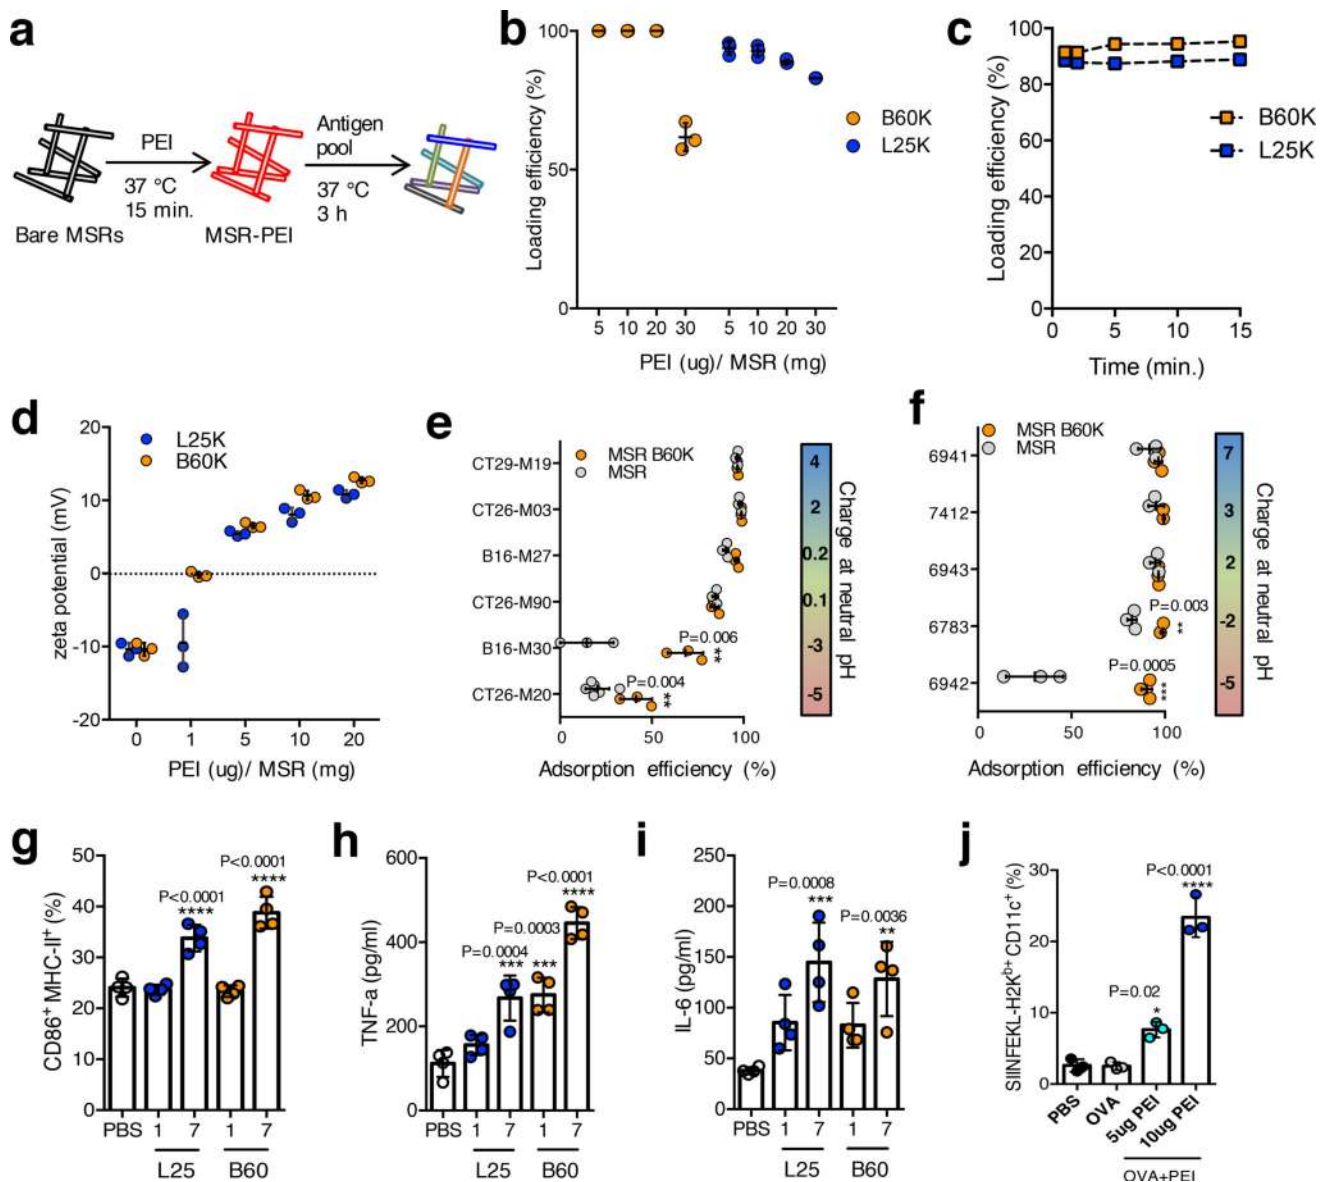 a
PEI
37 °C
15 min.
Antigen
pool
37 °C
3 h
Bare MSRs
MSR-PEI
b
Loading efficiency (%)
100
50
0
5 10 20 30 5 10 20 30
PEI (ug)/ MSR (mg)
B60K
L25K
c
Loading efficiency (%)
100
80
60
40
20
0
0 5 10 15
Time (min.)
B60K
L25K
d
zeta potential (mV)
20
10
0
-10
-20
L25K
B60K
0 1 5 10 20
PEI (ug)/ MSR (mg)
e
MSR B60K
MSR
CT29-M19
CT26-M03
B16-M27
CT26-M90
B16-M30
CT26-M20
P=0.006
**
P=0.004
**
0 50 100
Adsorption efficiency (%)
4
2
0.2
0.1
-3
-5
Charge at neutral pH
f
MSR B60K
MSR
6941
7412
6943
6783
6942
P=0.003
**
P=0.0005
***
0 50 100
Adsorption efficiency (%)
7
3
2
-2
-5
Charge at neutral pH
g
CD86+ MHC-II+ (%)
50
40
30
20
10
0
P<0.0001
****
P<0.0001
****
PBS 1 7 1 7
L25 B60
h
TNF-a (pg/ml)
600
400
200
0
P<0.0001
****
P=0.0003
***
P=0.0004
***
PBS 1 7 1 7
L25 B60
i
IL-6 (pg/ml)
250
200
150
100
50
0
P=0.0008
***
P=0.0036
**
PBS 1 7 1 7
L25 B60
j
SIINFEKL-H2Kb+ CD11c+ (%)
30
20
10
0
P<0.0001
****
P=0.02
*
PBS
OVA
5ug PEI
10ug PEI
OVA+PEI